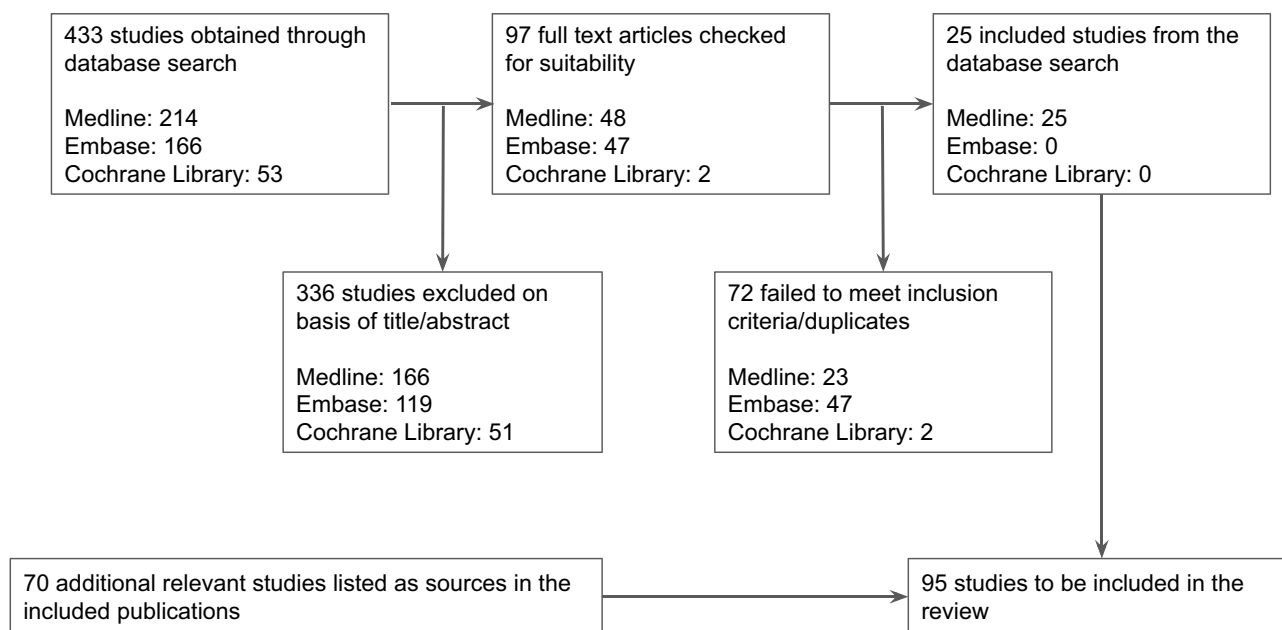 433 studies obtained through
database search
Medline: 214
Embase: 166
Cochrane Library: 53
97 full text articles checked
for suitability
Medline: 48
Embase: 47
Cochrane Library: 2
25 included studies from the
database search
Medline: 25
Embase: 0
Cochrane Library: 0
336 studies excluded on
basis of title/abstract
Medline: 166
Embase: 119
Cochrane Library: 51
72 failed to meet inclusion
criteria/duplicates
Medline: 23
Embase: 47
Cochrane Library: 2
70 additional relevant studies listed as sources in the
included publications
95 studies to be included in the
review